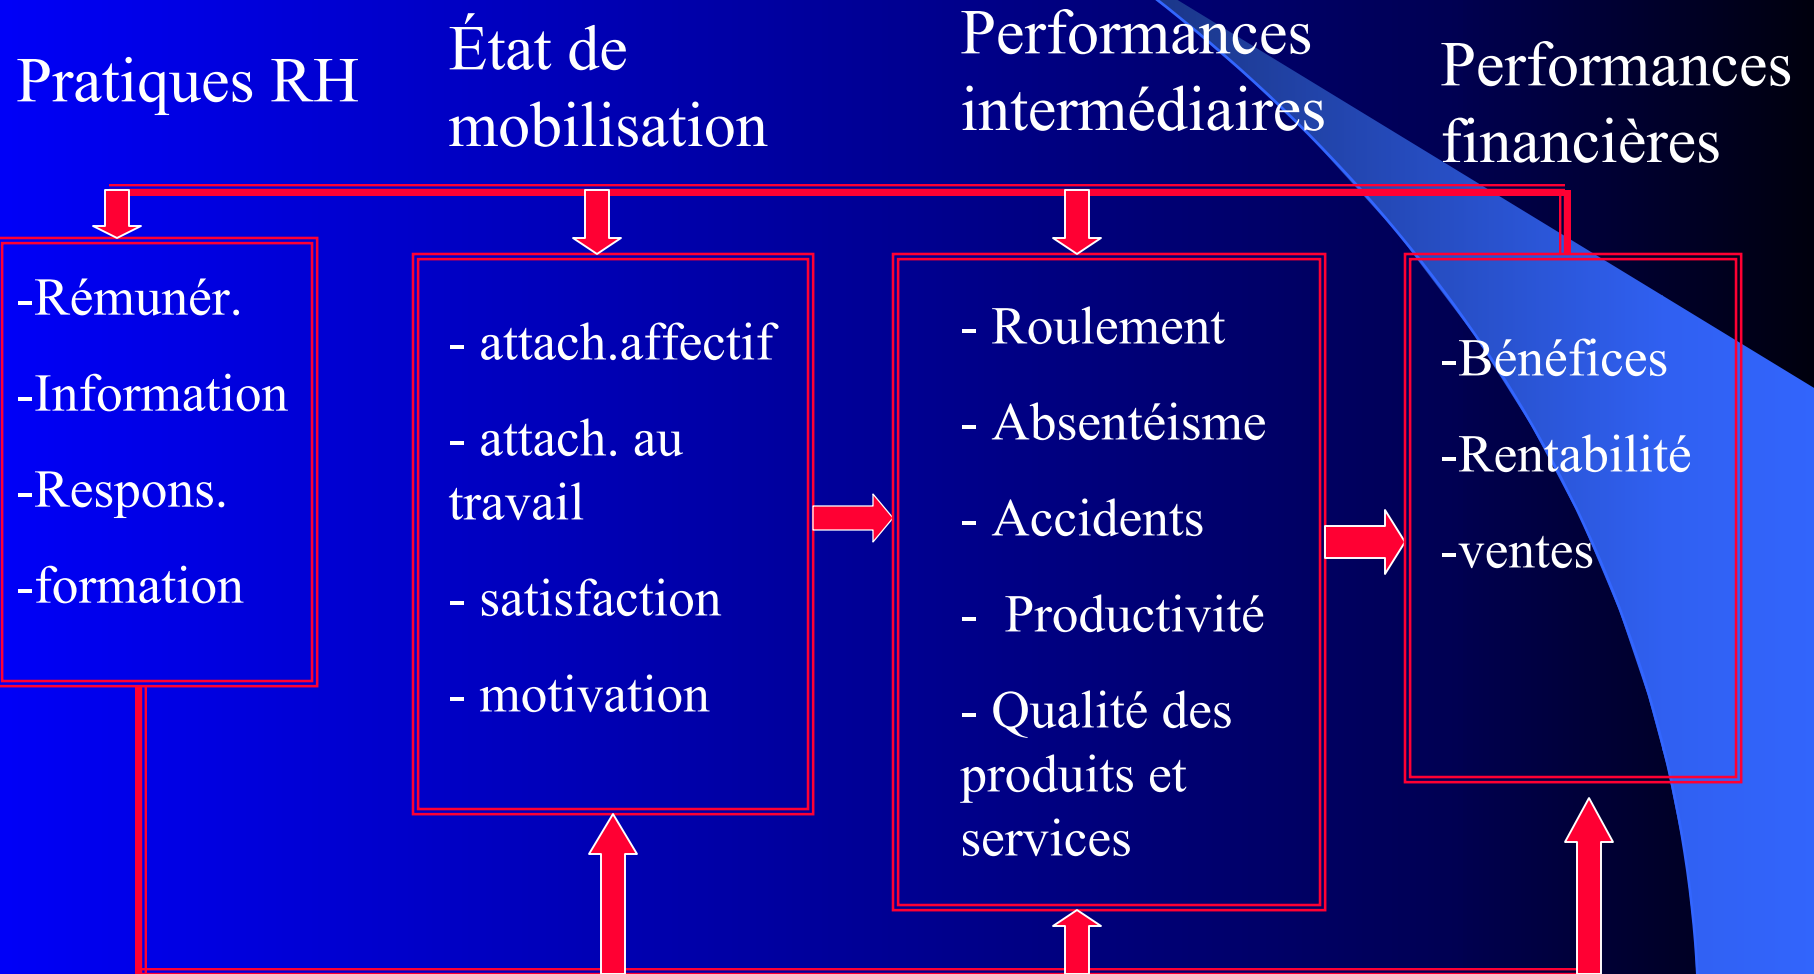 Pratiques RH
État de
mobilisation
Performances
intermédiaires
Performances
financières
-Rémunér.
-Information
-Respons.
-formation
- attach.affectif
- attach. au
travail
- satisfaction
- motivation
- Roulement
- Absentéisme
- Accidents
- Productivité
- Qualité des
produits et
services
-Bénéfices
-Rentabilité
-ventes